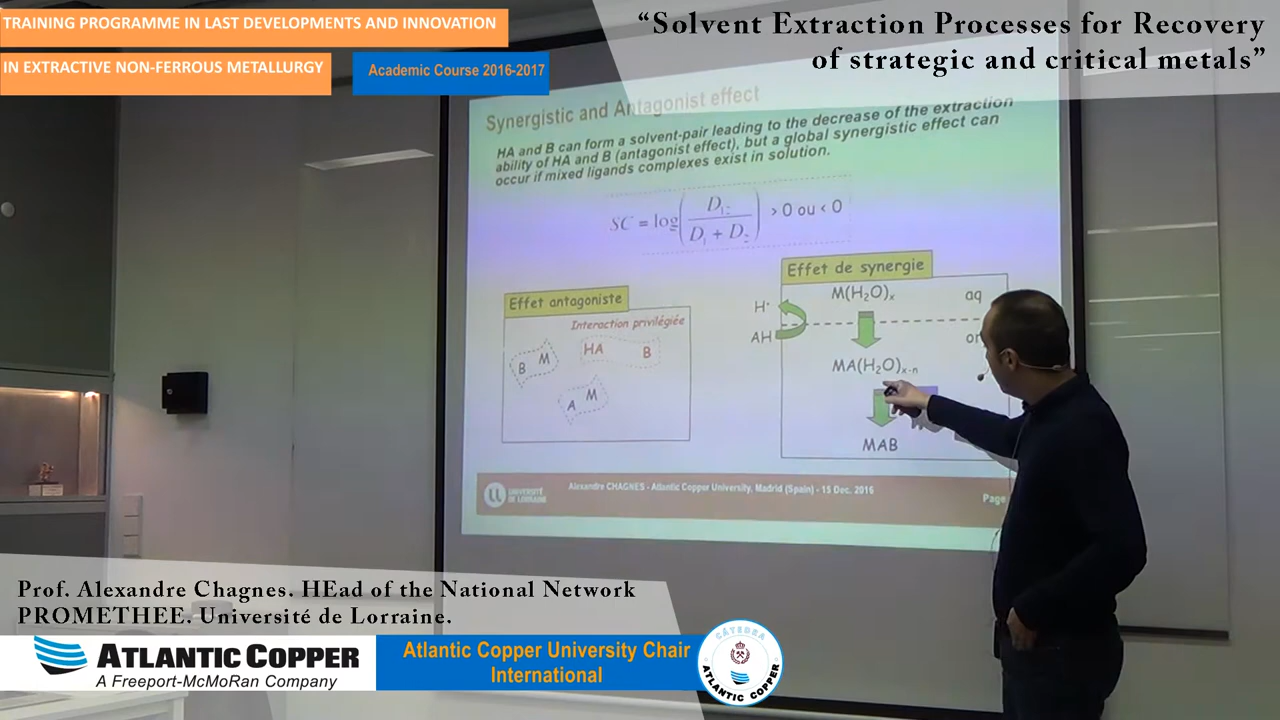 TRAINING PROGRAMME IN LAST DEVELOPMENTS AND INNOVATION
IN EXTRACTIVE NON-FERROUS METALLURGY
Academic Course 2016-2017
“Solvent Extraction Processes for Recovery
of strategic and critical metals”
Synergistic and Antagonist effect
HA and B can form a solvent-pair leading to the decrease of the extraction
ability of HA and B (antagonist effect), but a global synergistic effect can
occur if mixed ligands complexes exist in solution.
SC = log(D₁₂ / (D₁ + D₂)) > 0 ou < 0
Effet antagoniste
Interaction privilégiée
B M
HA B
A M
Effet de synergie
M(H₂O)ₓ aq
H⁺
AH
MA(H₂O)ₓ₋ₙ
MAB
UNIVERSITÉ
DE LORRAINE
Alexandre CHAGNES - Atlantic Copper University, Madrid (Spain) - 15 Dec. 2016
Page
Prof. Alexandre Chagnes. HEad of the National Network
PROMETHEE. Université de Lorraine.
ATLANTIC COPPER
A Freeport-McMoRan Company
Atlantic Copper University Chair
International
CÁTEDRA
ATLANTIC COPPER